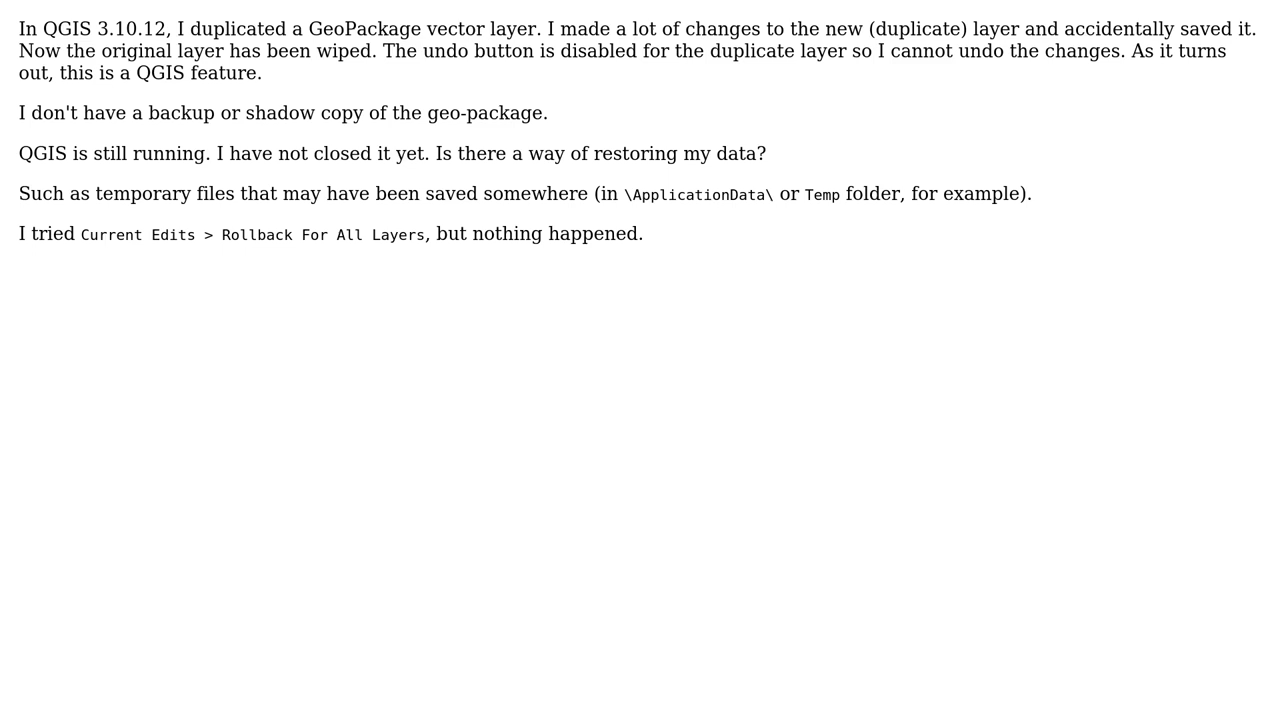 In QGIS 3.10.12, I duplicated a GeoPackage vector layer. I made a lot of changes to the new (duplicate) layer and accidentally saved it.
Now the original layer has been wiped. The undo button is disabled for the duplicate layer so I cannot undo the changes. As it turns
out, this is a QGIS feature.
I don't have a backup or shadow copy of the geo-package.
QGIS is still running. I have not closed it yet. Is there a way of restoring my data?
Such as temporary files that may have been saved somewhere (in \ApplicationData\ or Temp folder, for example).
I tried Current Edits > Rollback For All Layers, but nothing happened.